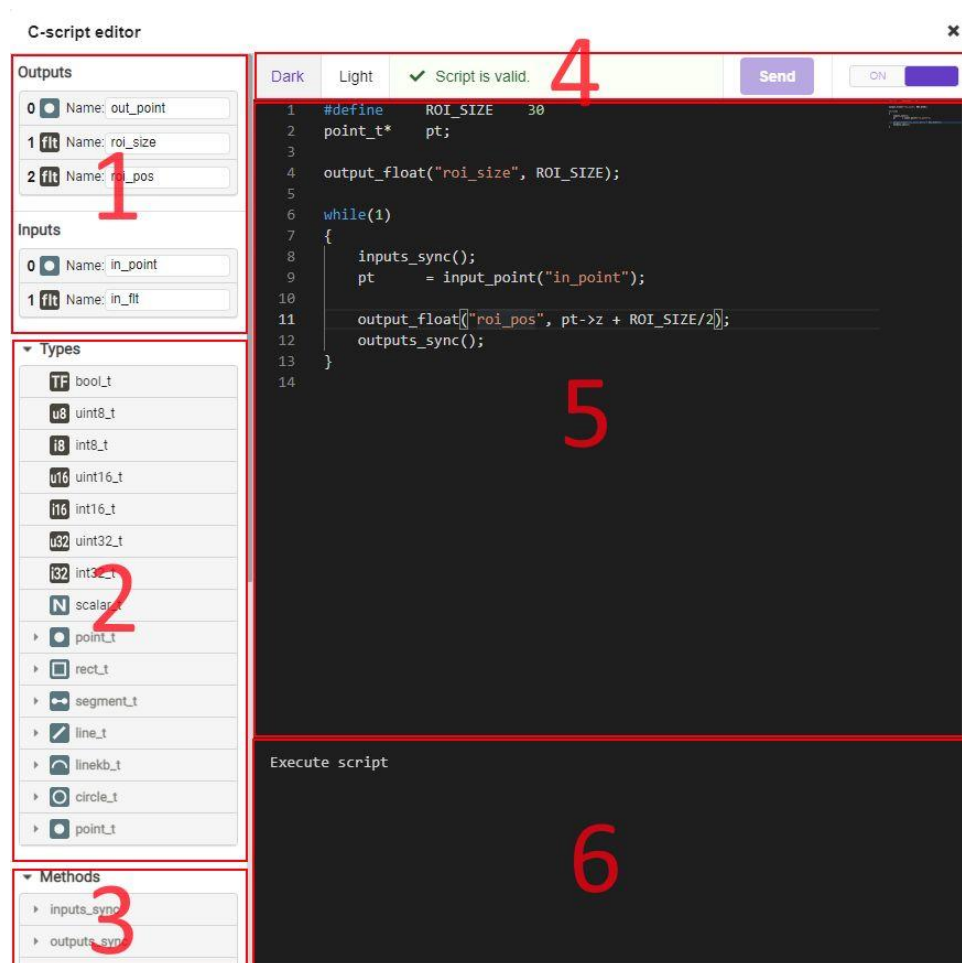 C-script editor
Outputs
0 Name: out_point
1 flt Name: roi_size
2 flt Name: roi_pos
1
Inputs
0 Name: in_point
1 flt Name: in_flt
Types
TF bool_t
u8 uint8_t
i8 int8_t
u16 uint16_t
i16 int16_t
u32 uint32_t
i32 int32_t
N scalar_t
point_t
rect_t
segment_t
line_t
linekb_t
circle_t
point_t
2
Methods
inputs_sync
outputs_sync
3
Dark Light Script is valid. Send ON
4
1 #define ROI_SIZE 30
2 point_t* pt;
3
4 output_float("roi_size", ROI_SIZE);
5
6 while(1)
7 {
8 inputs_sync();
9 pt = input_point("in_point");
10
11 output_float("roi_pos", pt->z + ROI_SIZE/2);
12 outputs_sync();
13 }
14
5
Execute script
6